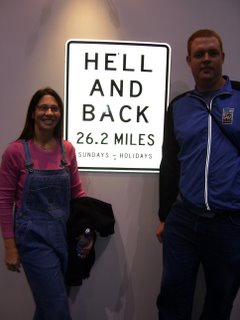 HELL
AND
BACK
26.2 MILES
SUNDAYS – HOLIDAYS